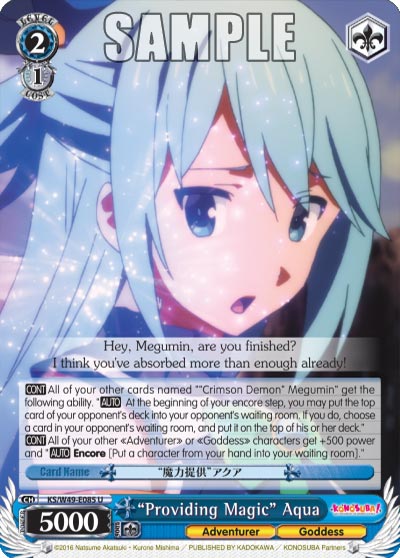 SAMPLE
LEVEL
2
1
COST
Hey, Megumin, are you finished?
I think you've absorbed more than enough already!
CONT All of your other cards named ""Crimson Demon" Megumin" get the
following ability. "AUTO At the beginning of your encore step, you may put the top
card of your opponent's deck into your opponent's waiting room. If you do, choose
a card in your opponent's waiting room, and put it on the top of his or her deck."
CONT All of your other «Adventurer» or «Goddess» characters get +500 power
and "AUTO Encore [Put a character from your hand into your waiting room]."
Card Name
“魔力提供”アクア
CH KS/W49-E085 U
POWER 5000 SOUL “Providing Magic” Aqua
KONOSUBA!
Adventurer Goddess
©2016 Natsume Akatsuki・Kurone Mishima / PUBLISHED BY KADOKAWA / KONOSUBA Partners